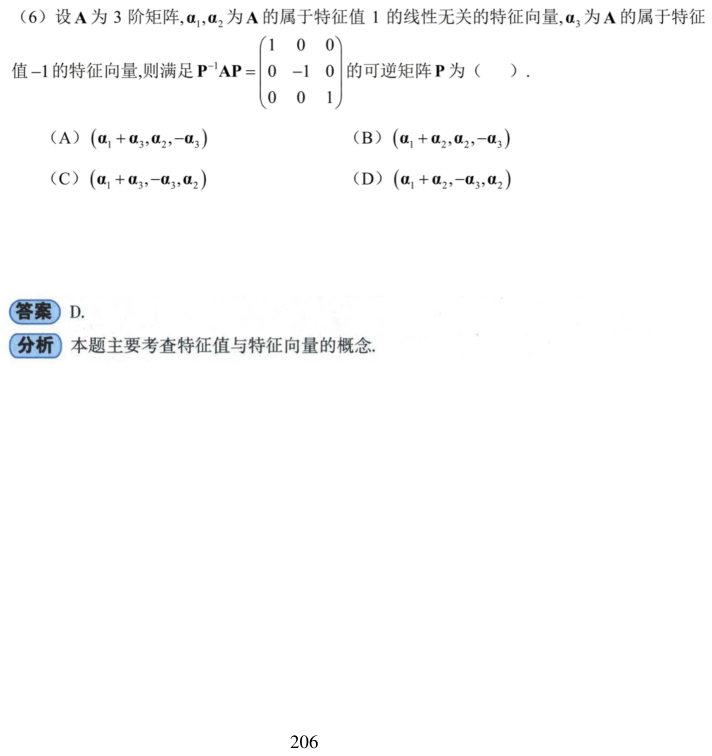 （6）设 A 为 3 阶矩阵,α₁,α₂ 为 A 的属于特征值 1 的线性无关的特征向量,α₃ 为 A 的属于特征
值 –1 的特征向量,则满足 P⁻¹AP = (1 0 0; 0 −1 0; 0 0 1) 的可逆矩阵 P 为（ ）.
（A）(α₁ + α₃, α₂, −α₃) （B）(α₁ + α₂, α₂, −α₃)
（C）(α₁ + α₃, −α₃, α₂) （D）(α₁ + α₂, −α₃, α₂)
答案 D.
分析 本题主要考查特征值与特征向量的概念.
206